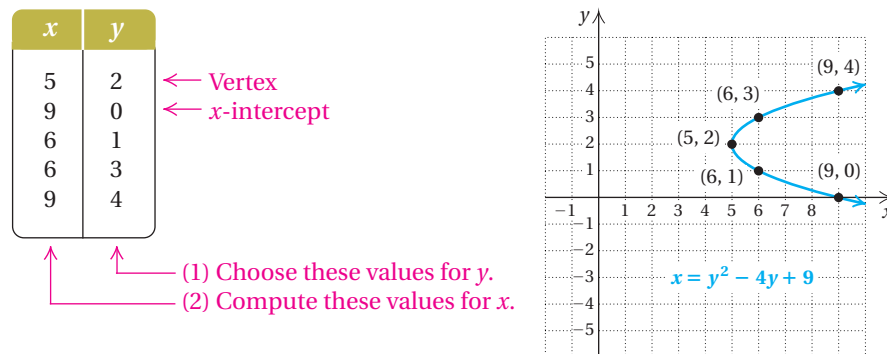 x y
5 2 Vertex
9 0 x-intercept
6 1
6 3
9 4
(1) Choose these values for y.
(2) Compute these values for x.
y
5
4
3
2
1
−1
−2
−3
−4
−5
−1 1 2 3 4 5 6 7 8 x
(9, 4)
(6, 3)
(5, 2)
(6, 1)
(9, 0)
x = y² − 4y + 9